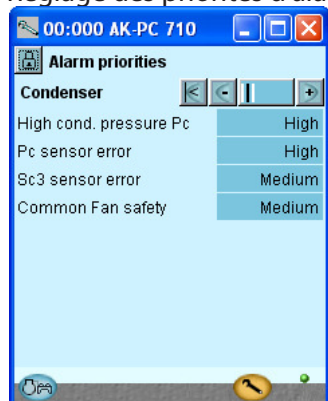 00:000 AK-PC 710
Alarm priorities
Condenser
High cond. pressure Pc High
Pc sensor error High
Sc3 sensor error Medium
Common Fan safety Medium